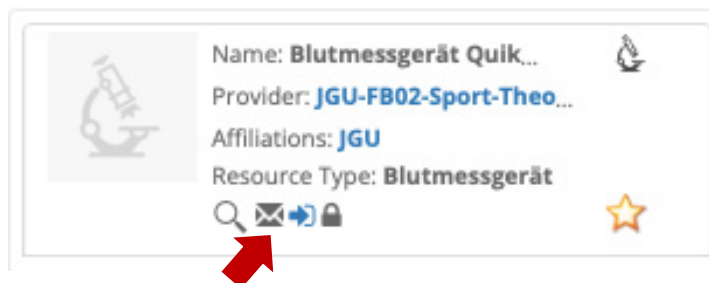 Name: Blutmessgerät Quik...
Provider: JGU-FB02-Sport-Theo...
Affiliations: JGU
Resource Type: Blutmessgerät